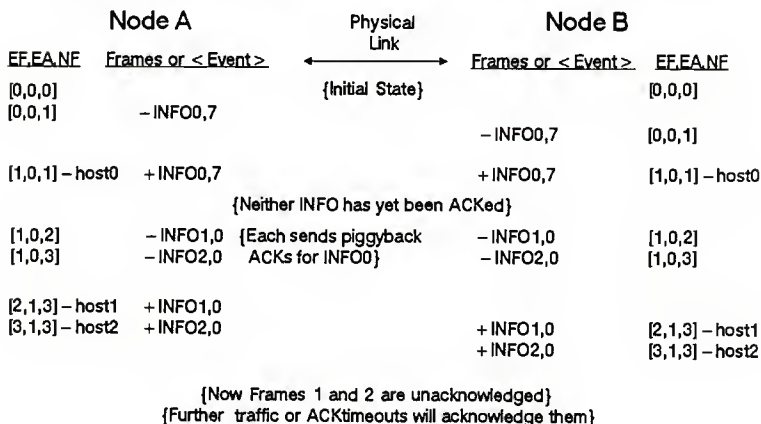 Node A Physical Link Node B
EF,EA,NF Frames or <Event> Frames or <Event> EF,EA,NF
[0,0,0] {Initial State} [0,0,0]
[0,0,1] −INFO0,7
−INFO0,7 [0,0,1]
[1,0,1]−host0 +INFO0,7 +INFO0,7 [1,0,1]−host0
{Neither INFO has yet been ACKed}
[1,0,2] −INFO1,0 {Each sends piggyback −INFO1,0 [1,0,2]
[1,0,3] −INFO2,0 ACKs for INFO0} −INFO2,0 [1,0,3]
[2,1,3]−host1 +INFO1,0
[3,1,3]−host2 +INFO2,0
+INFO1,0 [2,1,3]−host1
+INFO2,0 [3,1,3]−host2
{Now Frames 1 and 2 are unacknowledged}
{Further traffic or ACKtimeouts will acknowledge them}